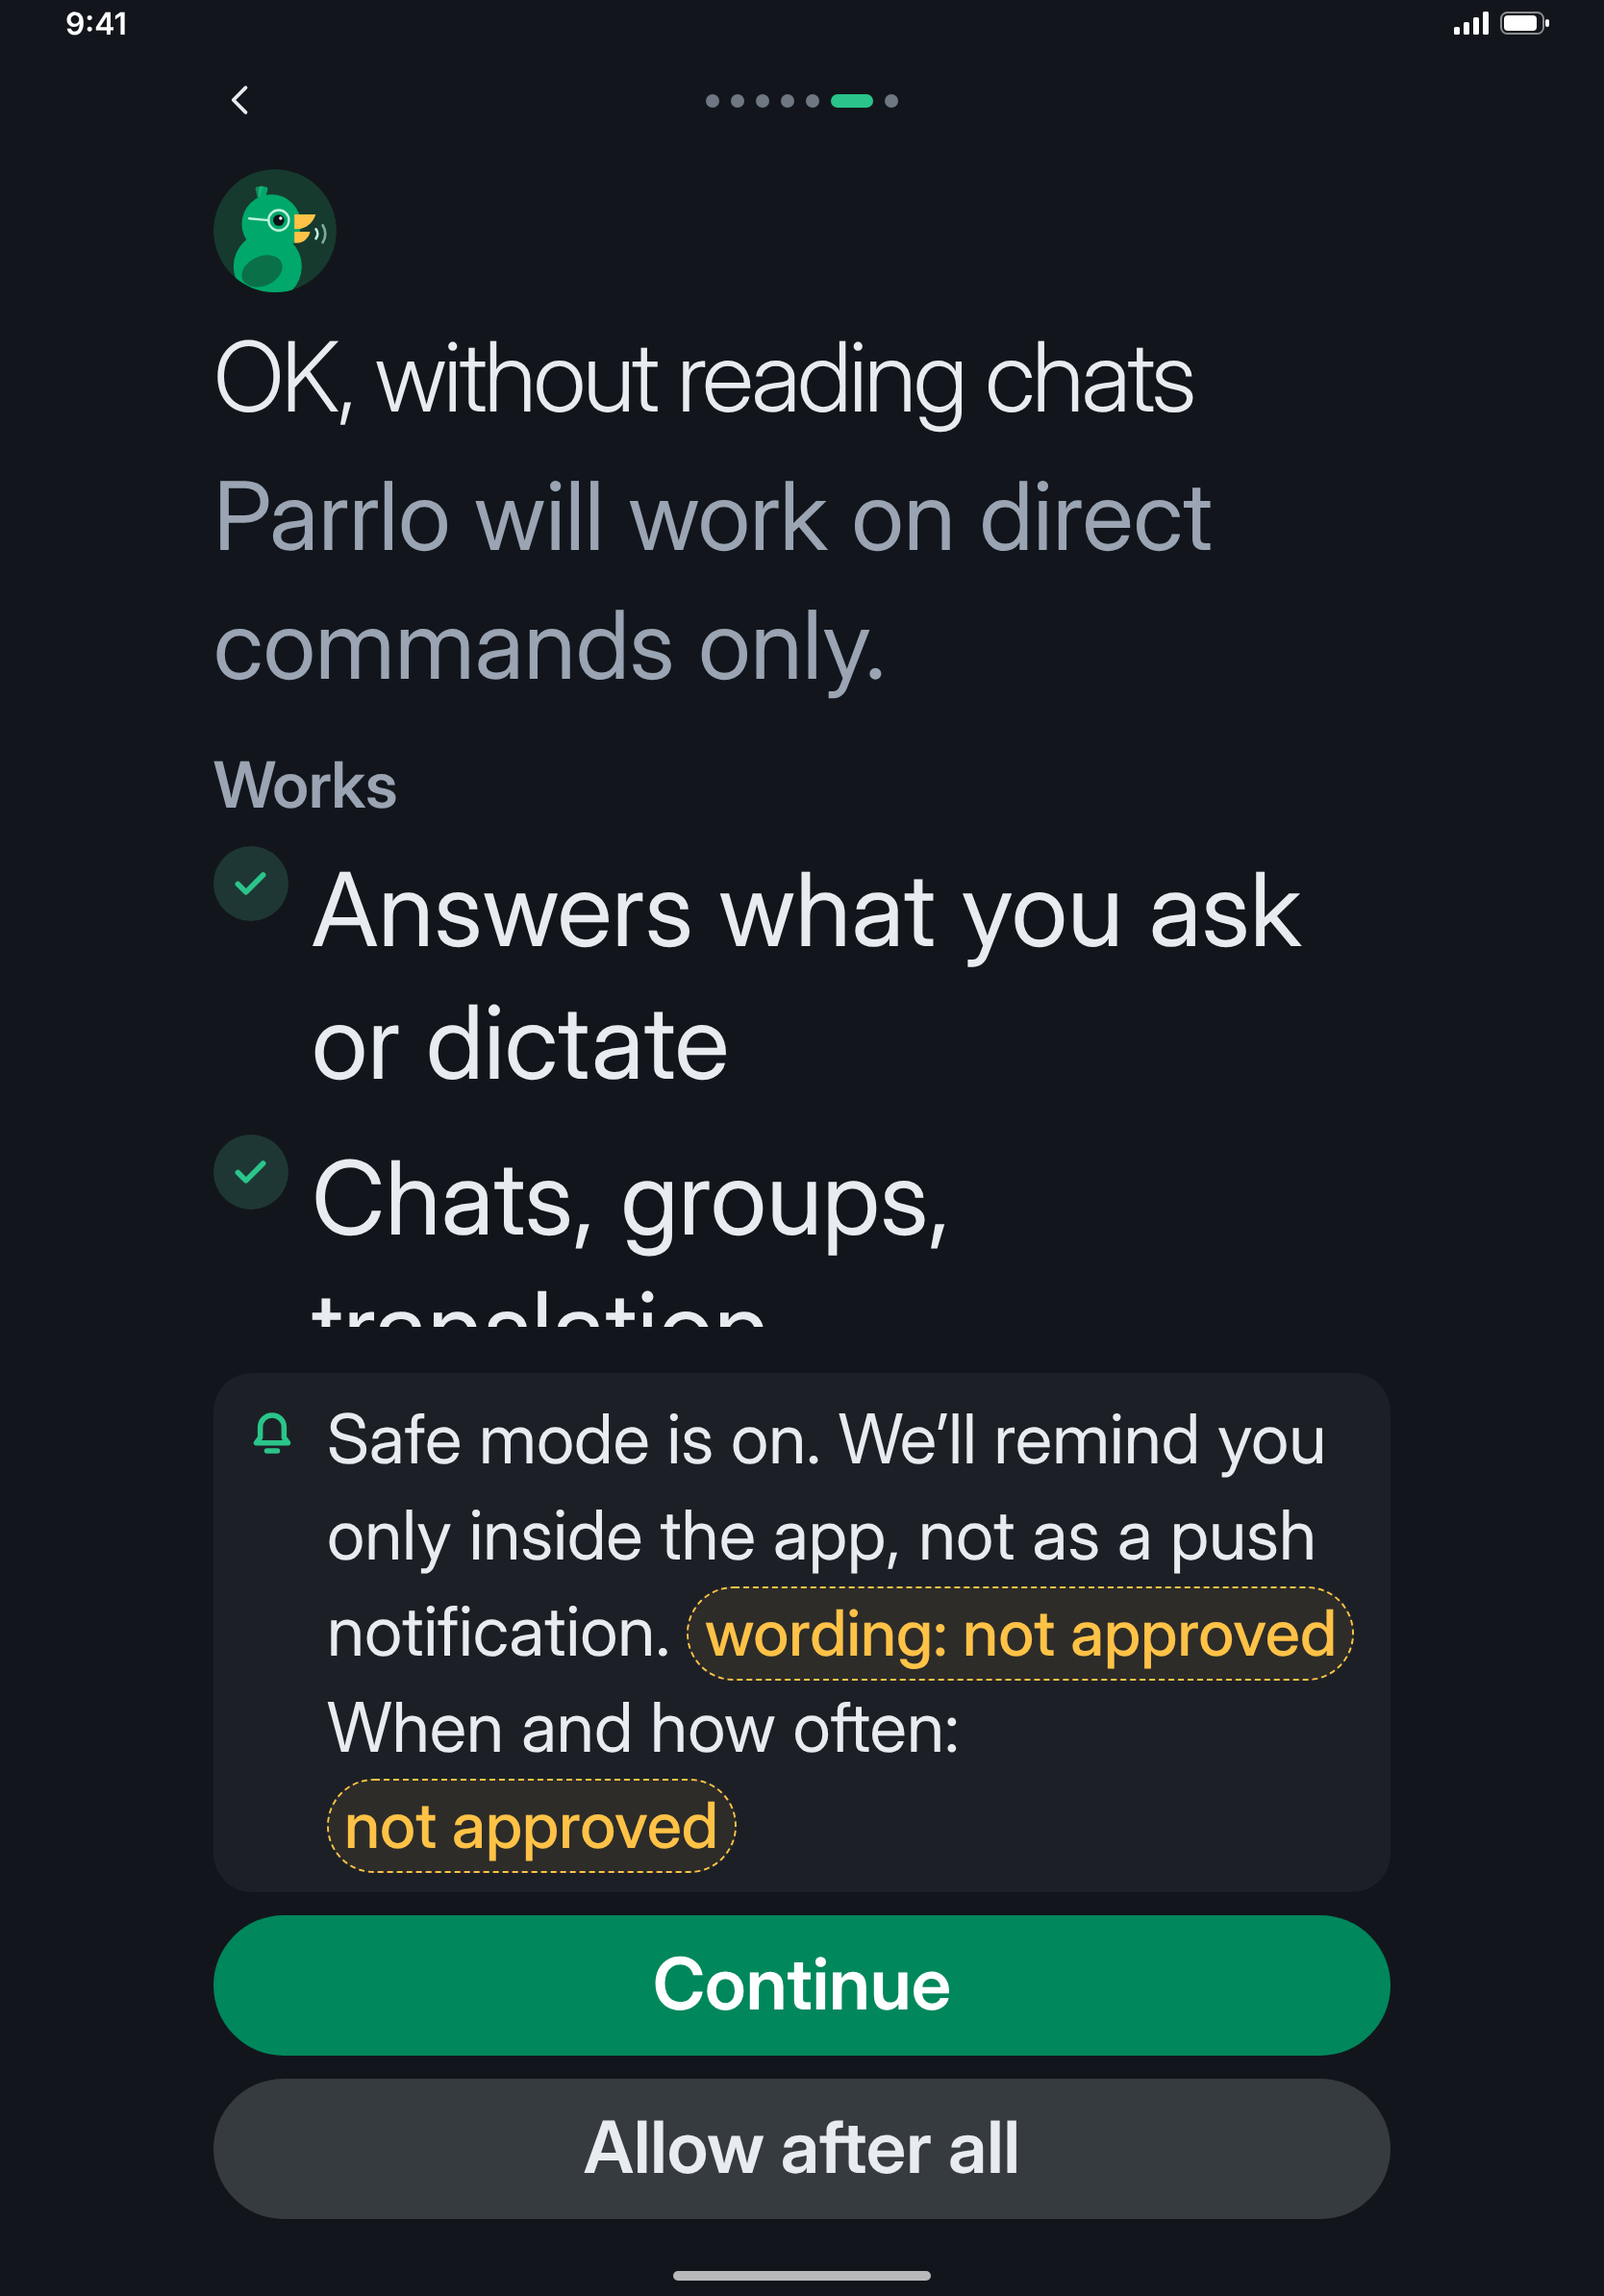 9:41
OK, without reading chats
Parrlo will work on direct
commands only.
Works
Answers what you ask
or dictate
Chats, groups,
translation
Safe mode is on. We’ll remind you
only inside the app, not as a push
notification. wording: not approved
When and how often:
not approved
Continue
Allow after all